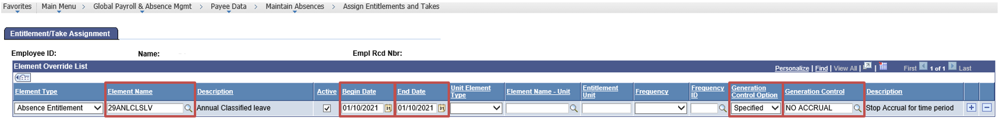 Favorites Main Menu > Global Payroll & Absence Mgmt > Payee Data > Maintain Absences > Assign Entitlements and Takes
Entitlement/Take Assignment
Employee ID: Name: Empl Rcd Nbr:
Element Override List
Personalize | Find | View All | | First 1 of 1 Last
Element Type Element Name Description Active Begin Date End Date Unit Element Type Element Name - Unit Entitlement Unit Frequency Frequency ID Generation Control Option Generation Control Description
Absence Entitlement 29ANLCLSLV Annual Classified leave 01/10/2021 31 01/10/2021 31 Specified NO ACCRUAL Stop Accrual for time period + -